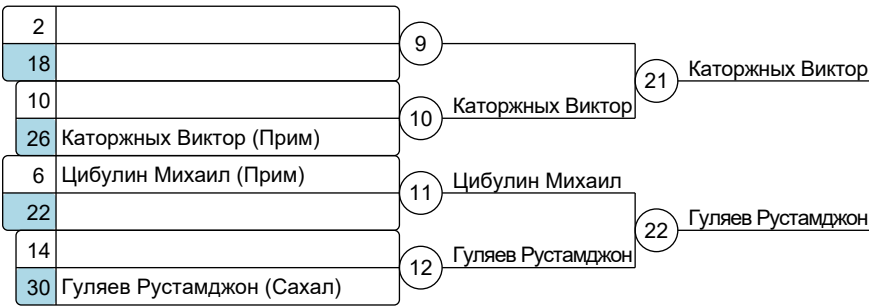 2
18
9
10
26 Каторжных Виктор (Прим)
10 Каторжных Виктор
21 Каторжных Виктор
6 Цибулин Михаил (Прим)
22
11 Цибулин Михаил
14
30 Гуляев Рустамджон (Сахал)
12 Гуляев Рустамджон
22 Гуляев Рустамджон